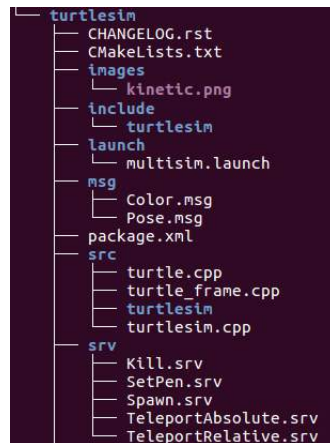 └── turtlesim
    ├── CHANGELOG.rst
    ├── CMakeLists.txt
    ├── images
    │   └── kinetic.png
    ├── include
    │   └── turtlesim
    ├── launch
    │   └── multisim.launch
    ├── msg
    │   ├── Color.msg
    │   └── Pose.msg
    ├── package.xml
    ├── src
    │   ├── turtle.cpp
    │   ├── turtle_frame.cpp
    │   ├── turtlesim
    │   └── turtlesim.cpp
    ├── srv
    │   ├── Kill.srv
    │   ├── SetPen.srv
    │   ├── Spawn.srv
    │   ├── TeleportAbsolute.srv
    │   └── TeleportRelative.srv